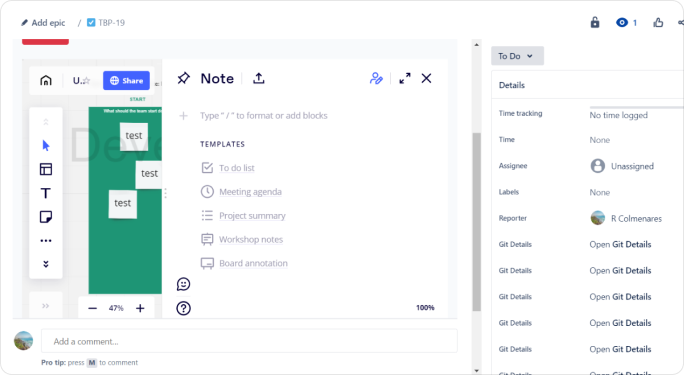 Add epic / TBP-19
1
To Do
Details
Time tracking No time logged
Time None
Assignee Unassigned
Labels None
Reporter R Colmenares
Git Details Open Git Details
Git Details Open Git Details
Git Details Open Git Details
Git Details Open Git Details
Git Details Open Git Details
U... Share
START
What should the team start d
Deve
test
test
test
47%
Note
Type "/" to format or add blocks
TEMPLATES
To do list
Meeting agenda
Project summary
Workshop notes
Board annotation
100%
Add a comment...
Pro tip: press M to comment